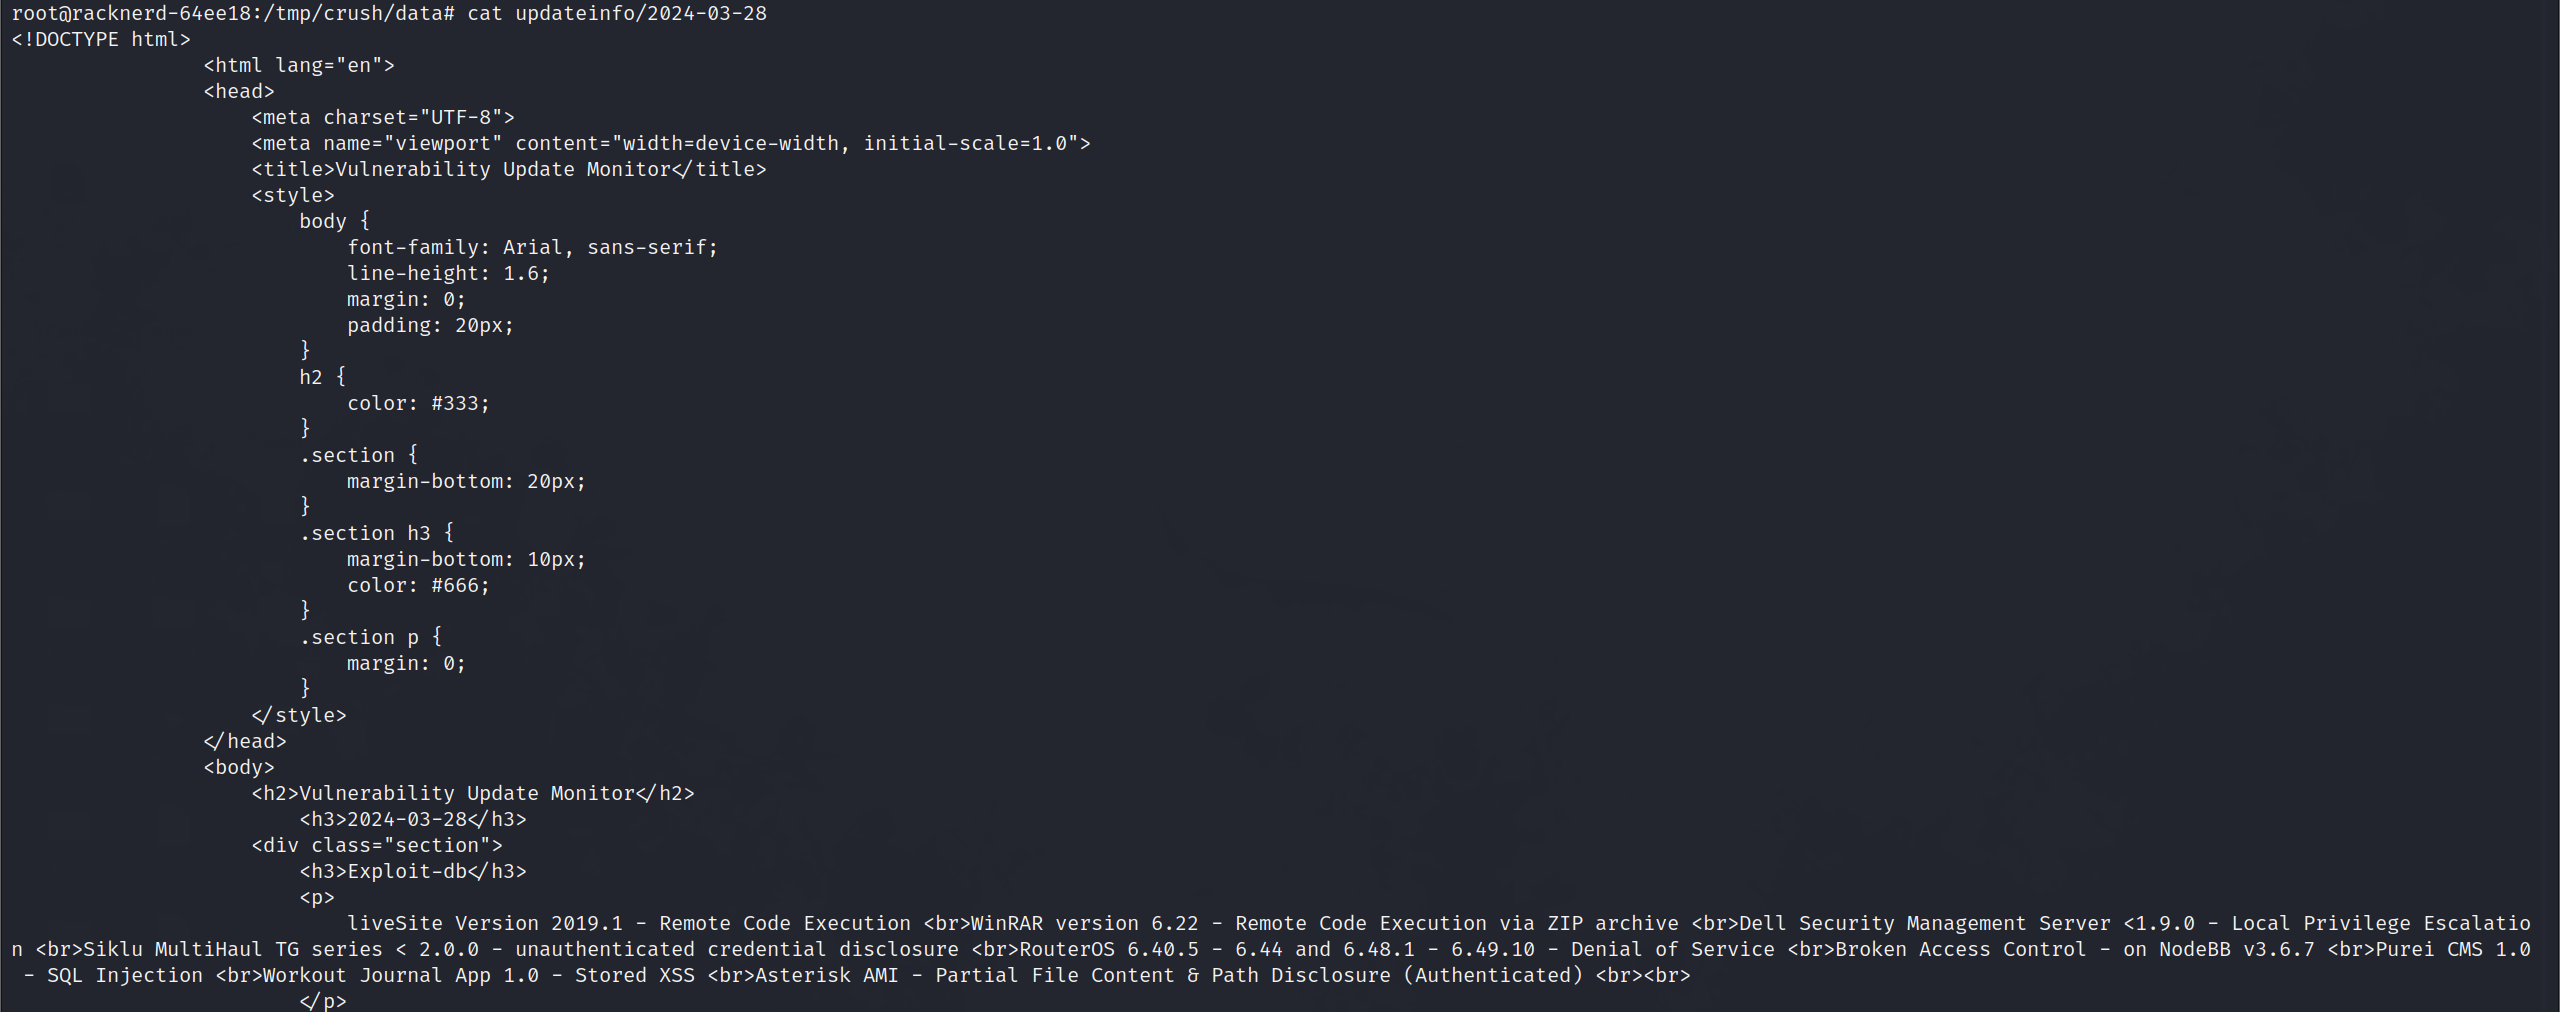 root@racknerd-64ee18:/tmp/crush/data# cat updateinfo/2024-03-28
<!DOCTYPE html>
                <html lang="en">
                <head>
                    <meta charset="UTF-8">
                    <meta name="viewport" content="width=device-width, initial-scale=1.0">
                    <title>Vulnerability Update Monitor</title>
                    <style>
                        body {
                            font-family: Arial, sans-serif;
                            line-height: 1.6;
                            margin: 0;
                            padding: 20px;
                        }
                        h2 {
                            color: #333;
                        }
                        .section {
                            margin-bottom: 20px;
                        }
                        .section h3 {
                            margin-bottom: 10px;
                            color: #666;
                        }
                        .section p {
                            margin: 0;
                        }
                    </style>
                </head>
                <body>
                    <h2>Vulnerability Update Monitor</h2>
                        <h3>2024-03-28</h3>
                    <div class="section">
                        <h3>Exploit-db</h3>
                        <p>
                            liveSite Version 2019.1 - Remote Code Execution <br>WinRAR version 6.22 - Remote Code Execution via ZIP archive <br>Dell Security Management Server <1.9.0 - Local Privilege Escalatio
n <br>Siklu MultiHaul TG series < 2.0.0 - unauthenticated credential disclosure <br>RouterOS 6.40.5 - 6.44 and 6.48.1 - 6.49.10 - Denial of Service <br>Broken Access Control - on NodeBB v3.6.7 <br>Purei CMS 1.0
 - SQL Injection <br>Workout Journal App 1.0 - Stored XSS <br>Asterisk AMI - Partial File Content & Path Disclosure (Authenticated) <br><br>
                        </p>